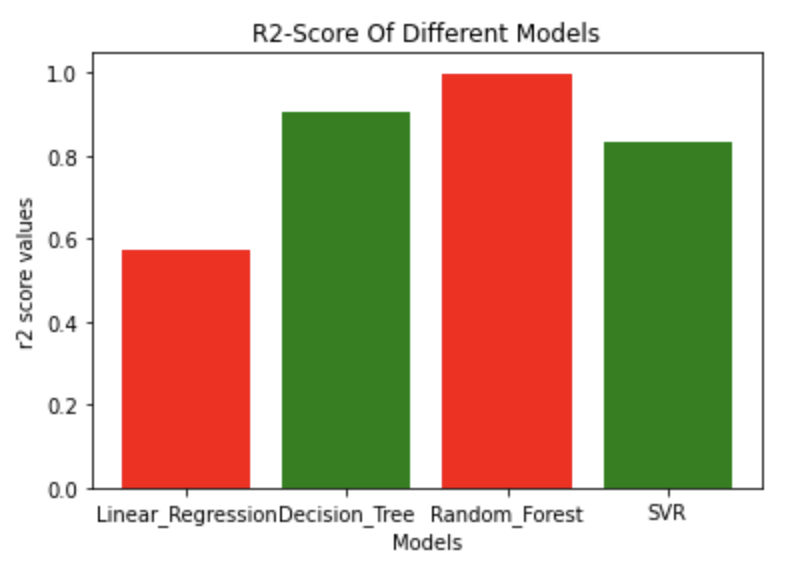 R2-Score Of Different Models
r2 score values
1.0
0.8
0.6
0.4
0.2
0.0
Linear_Regression Decision_Tree Random_Forest SVR
Models